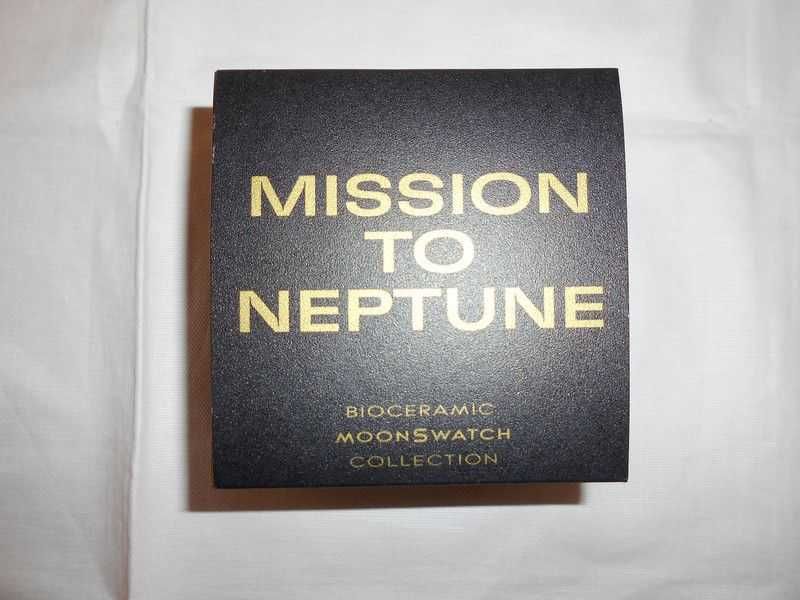 MISSION
TO
NEPTUNE
BIOCERAMIC
MOONSWATCH
COLLECTION